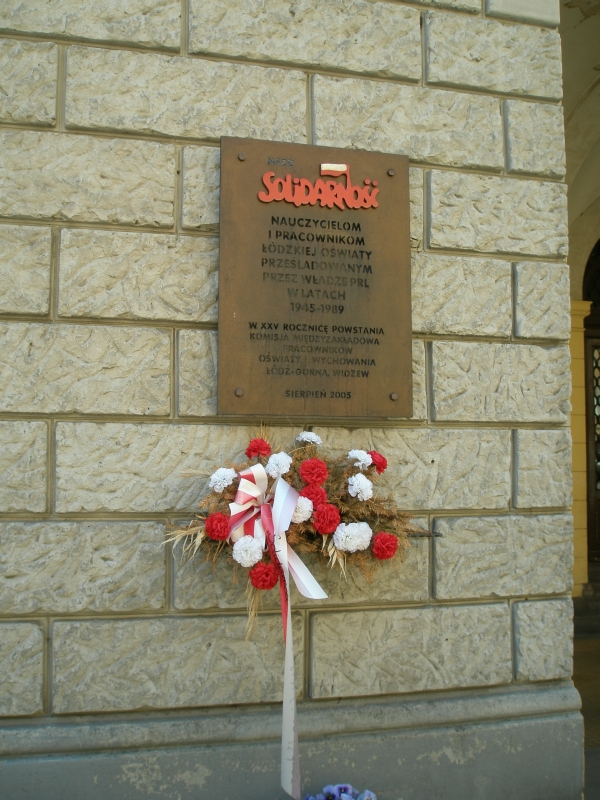 NSZZ
SOLIDARNOŚĆ
NAUCZYCIELOM
I PRACOWNIKOM
ŁÓDZKIEJ OŚWIATY
PRZEŚLADOWANYM
PRZEZ WŁADZE PRL
W LATACH
1945-1989
W XXV ROCZNICĘ POWSTANIA
KOMISJA MIĘDZYZAKŁADOWA
PRACOWNIKÓW
OŚWIATY I WYCHOWANIA
ŁÓDŹ-GÓRNA, WIDZEW
SIERPIEŃ 2005